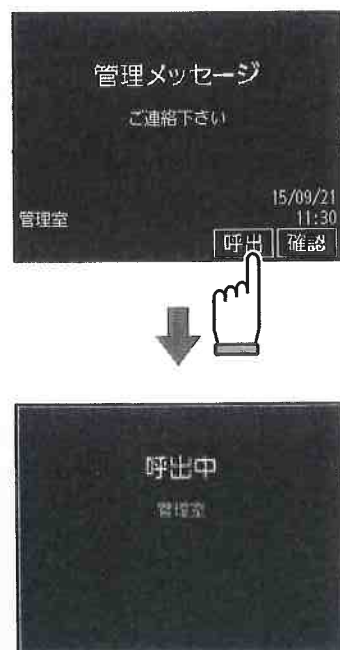 管理メッセージ
ご連絡下さい
15/09/21
管理室 11:30
呼出 確認
呼出中
管理室